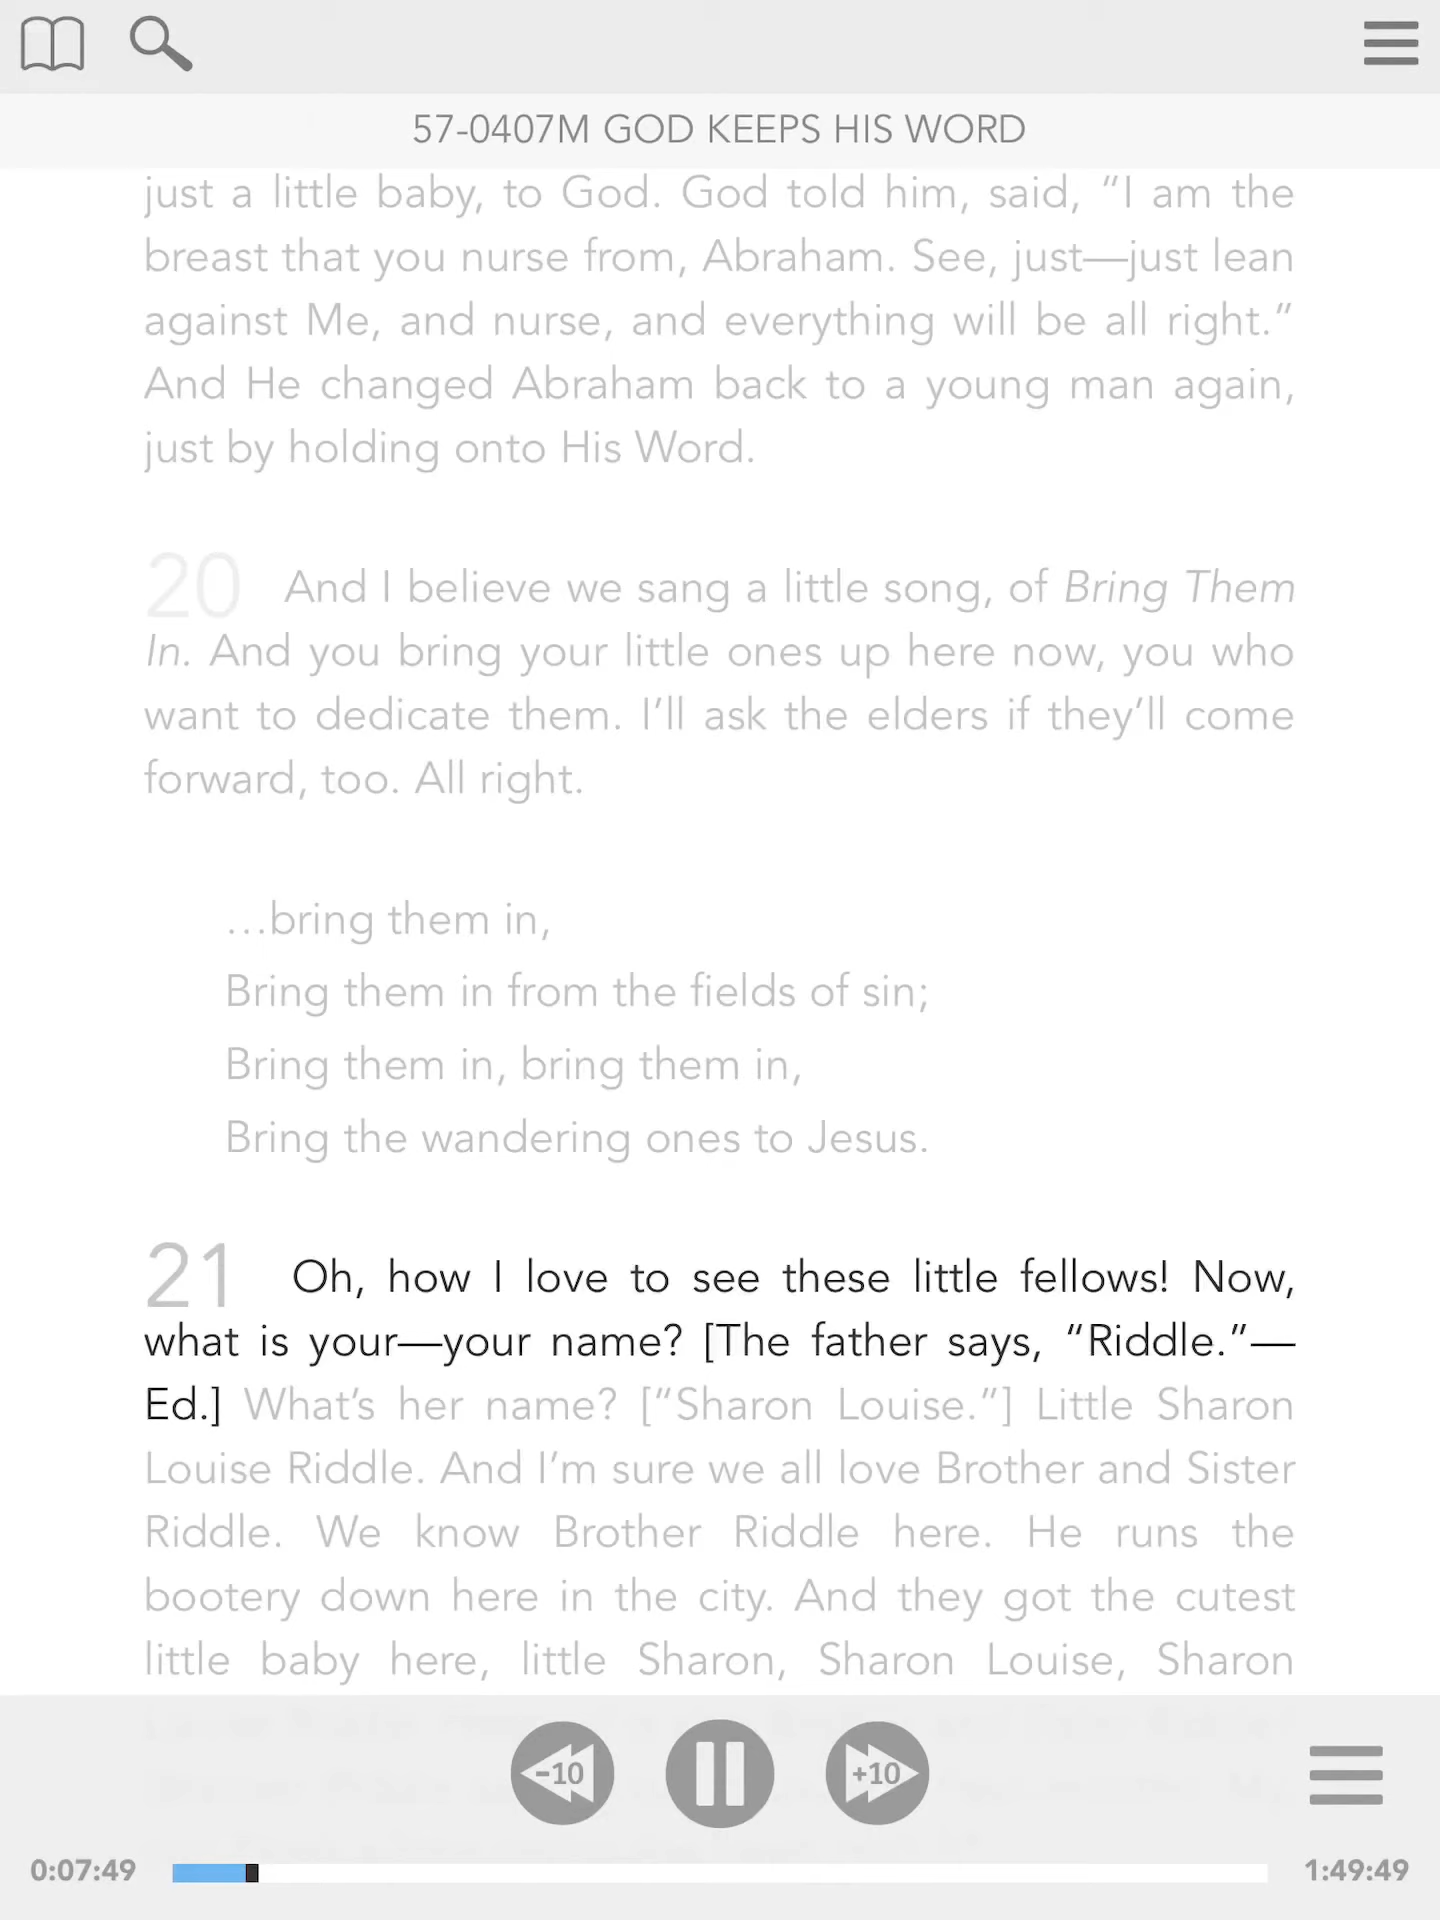 57-0407M GOD KEEPS HIS WORD
just a little baby, to God. God told him, said, “I am the
breast that you nurse from, Abraham. See, just—just lean
against Me, and nurse, and everything will be all right.”
And He changed Abraham back to a young man again,
just by holding onto His Word.
20 And I believe we sang a little song, of Bring Them
In. And you bring your little ones up here now, you who
want to dedicate them. I’ll ask the elders if they’ll come
forward, too. All right.
…bring them in,
Bring them in from the fields of sin;
Bring them in, bring them in,
Bring the wandering ones to Jesus.
21 Oh, how I love to see these little fellows! Now,
what is your—your name? [The father says, “Riddle.”—
Ed.] What’s her name? [“Sharon Louise.”] Little Sharon
Louise Riddle. And I’m sure we all love Brother and Sister
Riddle. We know Brother Riddle here. He runs the
bootery down here in the city. And they got the cutest
little baby here, little Sharon, Sharon Louise, Sharon
-10 +10
0:07:49 1:49:49